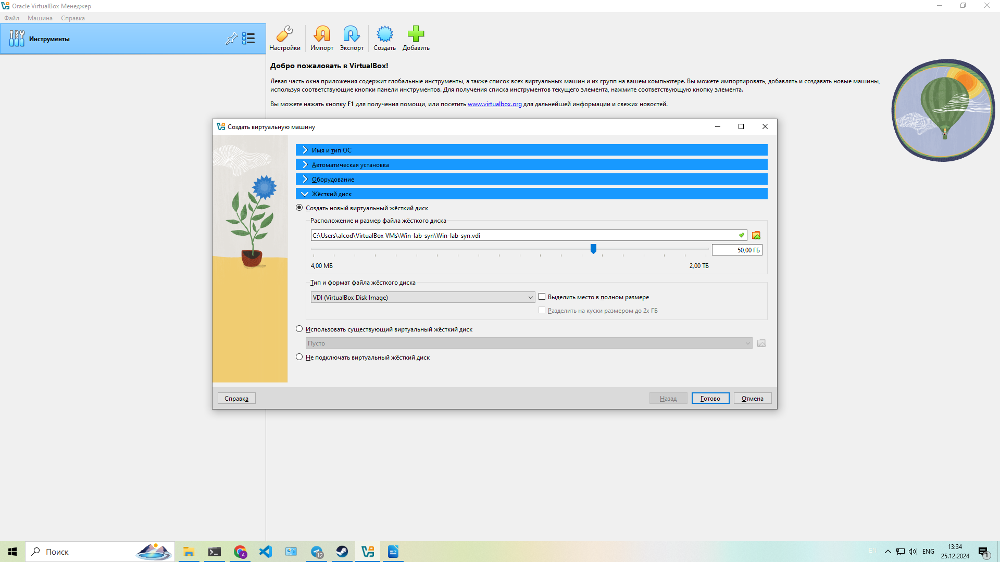 Oracle VirtualBox Менеджер
Файл Машина Справка
Инструменты
Настройки Импорт Экспорт Создать Добавить
Добро пожаловать в VirtualBox!
Левая часть окна приложения содержит глобальные инструменты, а также список всех виртуальных машин и их групп на вашем компьютере. Вы можете импортировать, добавлять и создавать новые машины,
используя соответствующие кнопки панели инструментов. Для получения списка инструментов текущего элемента, нажмите соответствующую кнопку элемента.
Вы можете нажать кнопку F1 для получения помощи, или посетить www.virtualbox.org для дальнейшей информации и свежих новостей.
Создать виртуальную машину
Имя и тип ОС
Автоматическая установка
Оборудование
Жёсткий диск
Создать новый виртуальный жёсткий диск
Расположение и размер файла жёсткого диска
C:\Users\alcod\VirtualBox VMs\Win-lab-syn\Win-lab-syn.vdi
50,00 ГБ
4,00 МБ 2,00 ТБ
Тип и формат файла жёсткого диска
VDI (VirtualBox Disk Image) Выделить место в полном размере
Разделить на куски размером до 2х ГБ
Использовать существующий виртуальный жёсткий диск
Пусто
Не подключать виртуальный жёсткий диск
Справка Назад Готово Отмена
Поиск
A
12
EN
ENG
13:34
25.12.2024
1